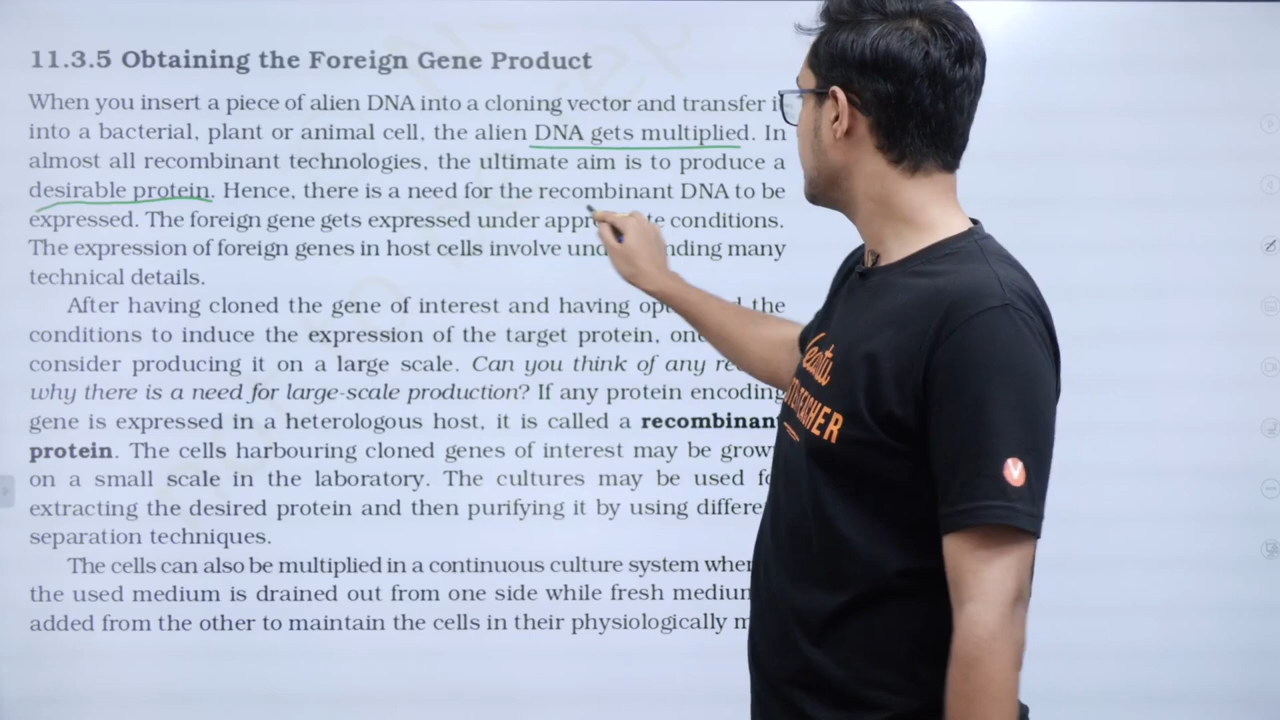 11.3.5 Obtaining the Foreign Gene Product
When you insert a piece of alien DNA into a cloning vector and transfer
into a bacterial, plant or animal cell, the alien DNA gets multiplied. In
almost all recombinant technologies, the ultimate aim is to produce a
desirable protein. Hence, there is a need for the recombinant DNA to be
expressed. The foreign gene gets expressed under conditions.
The expression of foreign genes in host cells involve many
technical details.
After having cloned the gene of interest and having the
conditions to induce the expression of the target protein,
consider producing it on a large scale. Can you think of any
why there is a need for large-scale production? If any protein encoding
gene is expressed in a heterologous host, it is called a recombinant
protein. The cells harbouring cloned genes of interest may be
on a small scale in the laboratory. The cultures may be used
extracting the desired protein and then purifying it by using
separation techniques.
The cells can also be multiplied in a continuous culture system
the used medium is drained out from one side while fresh
added from the other to maintain the cells in their physiologically
TEACHER
V